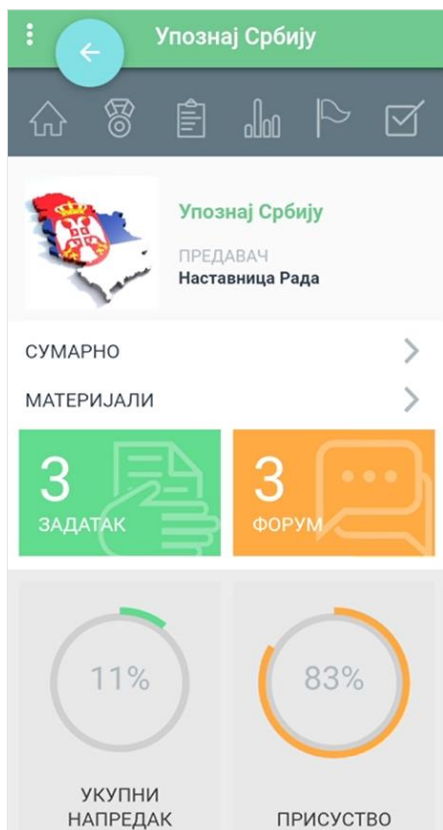 Упознај Србију
Упознај Србију
ПРЕДАВАЧ
Наставница Рада
СУМАРНО
МАТЕРИЈАЛИ
3
ЗАДАТАК
3
ФОРУМ
11%
83%
УКУПНИ
НАПРЕДАК
ПРИСУСТВО